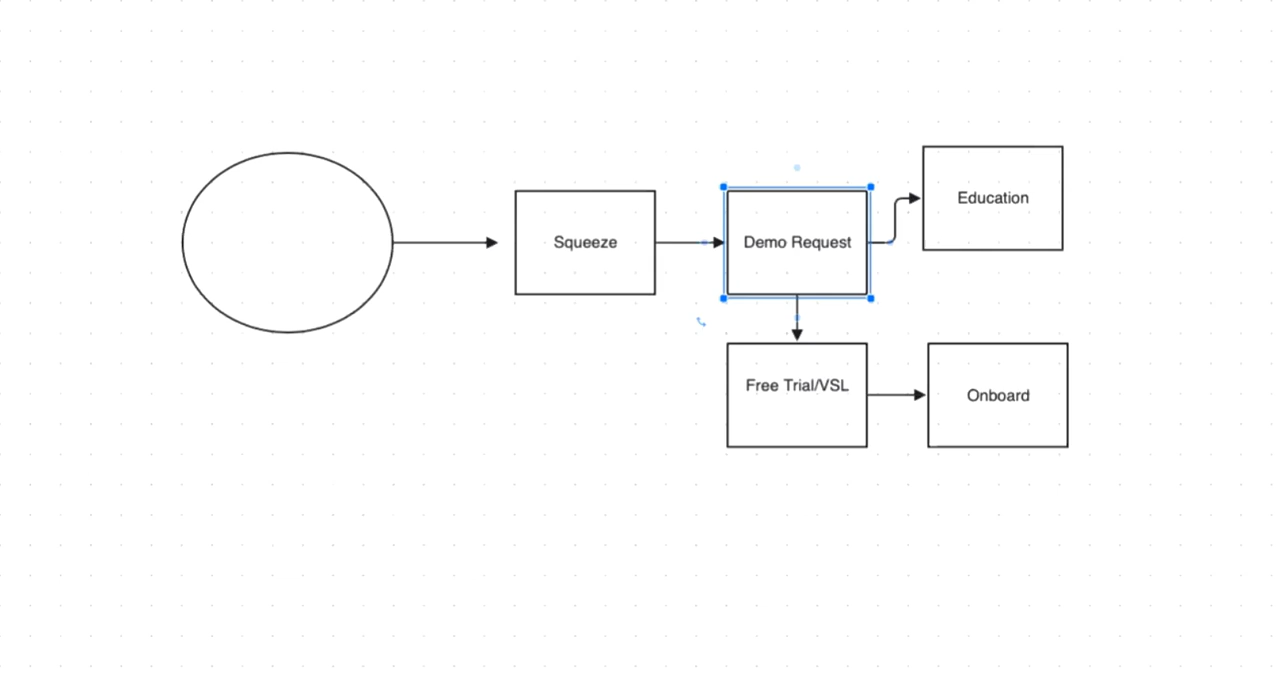 Education
Squeeze
Demo Request
Free Trial/VSL
Onboard